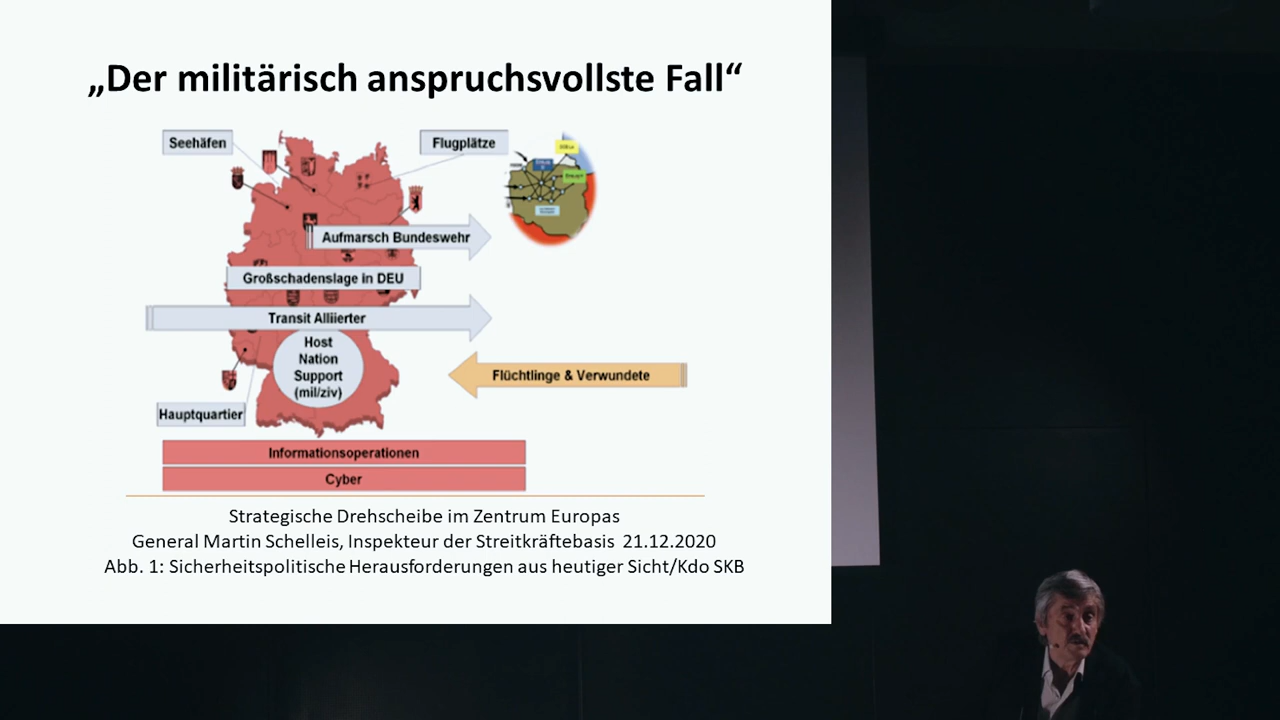 „Der militärisch anspruchsvollste Fall“
Seehäfen
Flugplätze
Aufmarsch Bundeswehr
Großschadenslage in DEU
Transit Alliierter
Host
Nation
Support
(mil/ziv)
Flüchtlinge & Verwundete
Hauptquartier
Informationsoperationen
Cyber
Strategische Drehscheibe im Zentrum Europas
General Martin Schelleis, Inspekteur der Streitkräftebasis 21.12.2020
Abb. 1: Sicherheitspolitische Herausforderungen aus heutiger Sicht/Kdo SKB